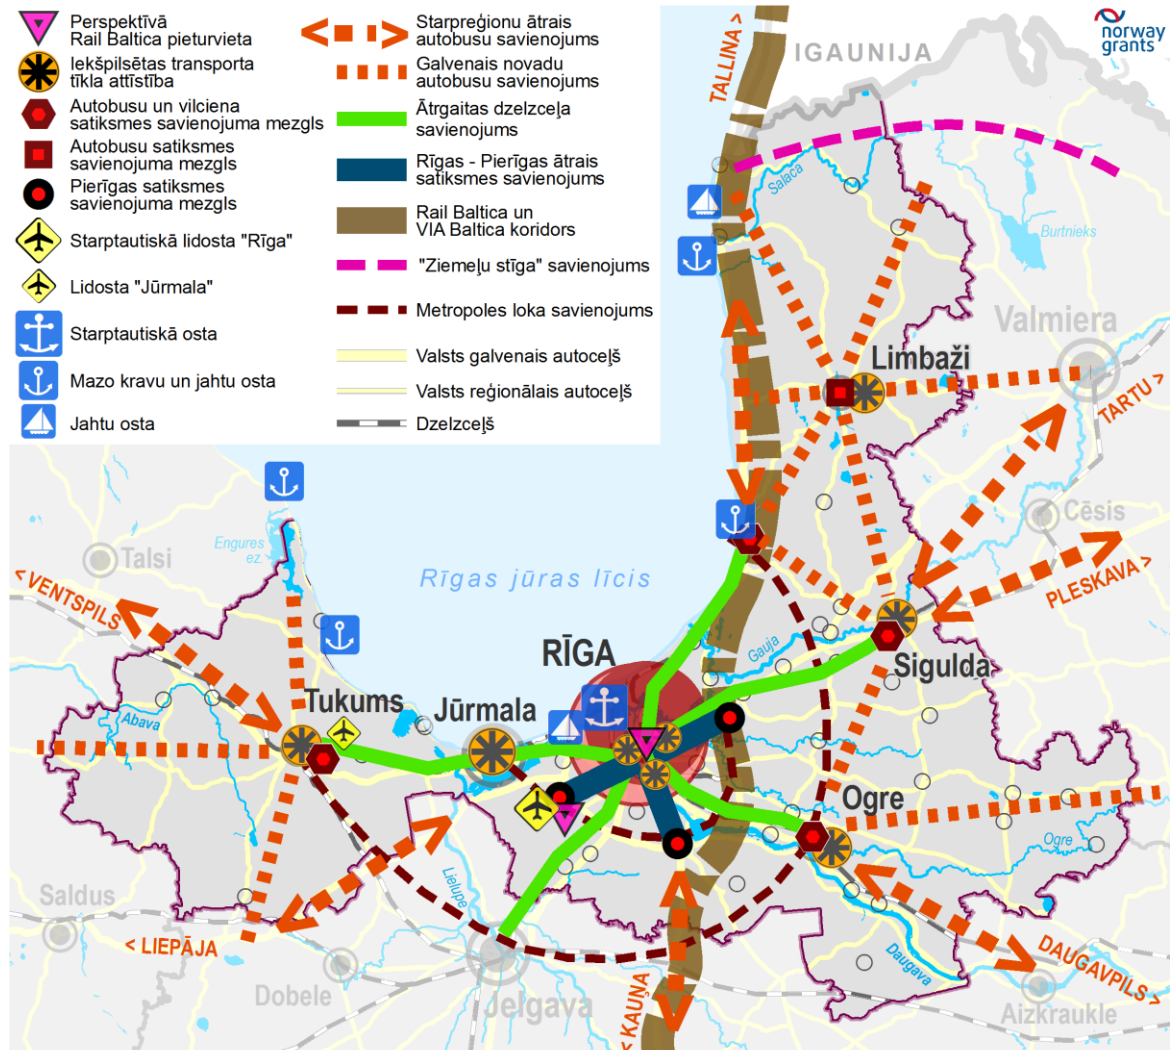 Perspektīvā
Rail Baltica pieturvieta
Iekšpilsētas transporta
tīkla attīstība
Autobusu un vilciena
satiksmes savienojuma mezgls
Autobusu satiksmes
savienojuma mezgls
Pierīgas satiksmes
savienojuma mezgls
Starptautiskā lidosta "Rīga"
Lidosta "Jūrmala"
Starptautiskā osta
Mazo kravu un jahtu osta
Jahtu osta
Starpreģionu ātrais
autobusu savienojums
Galvenais novadu
autobusu savienojums
Ātrgaitas dzelzceļa
savienojums
Rīgas - Pierīgas ātrais
satiksmes savienojums
Rail Baltica un
VIA Baltica koridors
"Ziemeļu stīga" savienojums
Metropoles loka savienojums
Valsts galvenais autoceļš
Valsts reģionālais autoceļš
Dzelzceļš
norway
grants
TALLINA >
IGAUNIJA
Salaca
Burtnieks
Valmiera
Limbaži
TARTU >
Cēsis
PLESKAVA >
Engures
ez.
Talsi
< VENTSPILS
Rīgas jūras līcis
RĪGA
Gauja
Sigulda
Tukums
Jūrmala
Abava
Ogre
Ogre
Lielupe
Saldus
< LIEPĀJA
Dobele
Jelgava
< KAUŅA
Daugava
DAUGAVPILS >
Aizkraukle